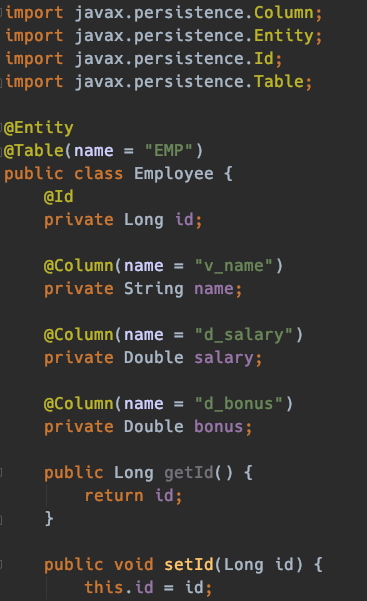 import javax.persistence.Column;
import javax.persistence.Entity;
import javax.persistence.Id;
import javax.persistence.Table;

@Entity
@Table(name = "EMP")
public class Employee {
    @Id
    private Long id;

    @Column(name = "v_name")
    private String name;

    @Column(name = "d_salary")
    private Double salary;

    @Column(name = "d_bonus")
    private Double bonus;

    public Long getId() {
        return id;
    }

    public void setId(Long id) {
        this.id = id;